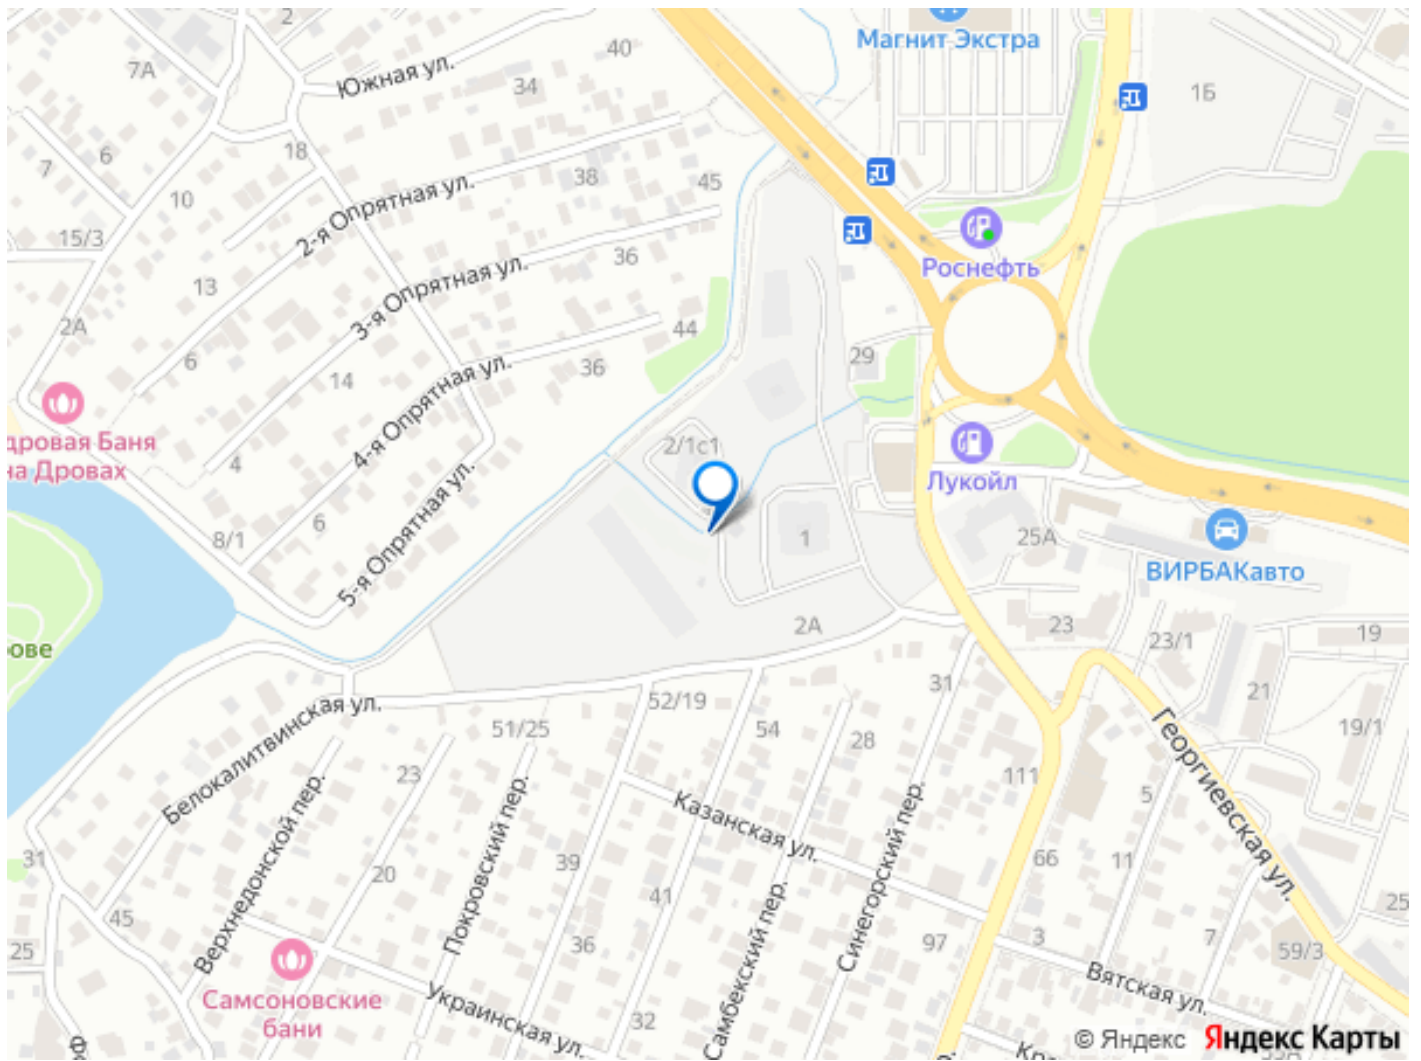 2
7А
Южная ул.
40
34
Магнит Экстра
1Б
6
7
18
10
2-я Опрятная ул.
38
45
15/3
13
3-я Опрятная ул.
36
Роснефть
2А
6
14
4-я Опрятная ул.
44
36
29
дровая Баня
на Дровах
4
2/1с1
Лукойл
8/1
6
5-я Опрятная ул.
1
25А
ВИРБАКавто
ове
2А
23
23/1
19
Белокалитвинская ул.
51/25
52/19
54
31
28
21
19/1
Георгиевская ул.
23
Верхнедонской пер.
Покровский пер.
Казанская ул.
111
5
31
20
39
41
66
11
45
Самбекский пер.
Синегорский пер.
25
36
97
3
7
59/3
25
Самсоновские
бани
Украинская ул.
32
Вятская ул.
© Яндекс Яндекс Карты